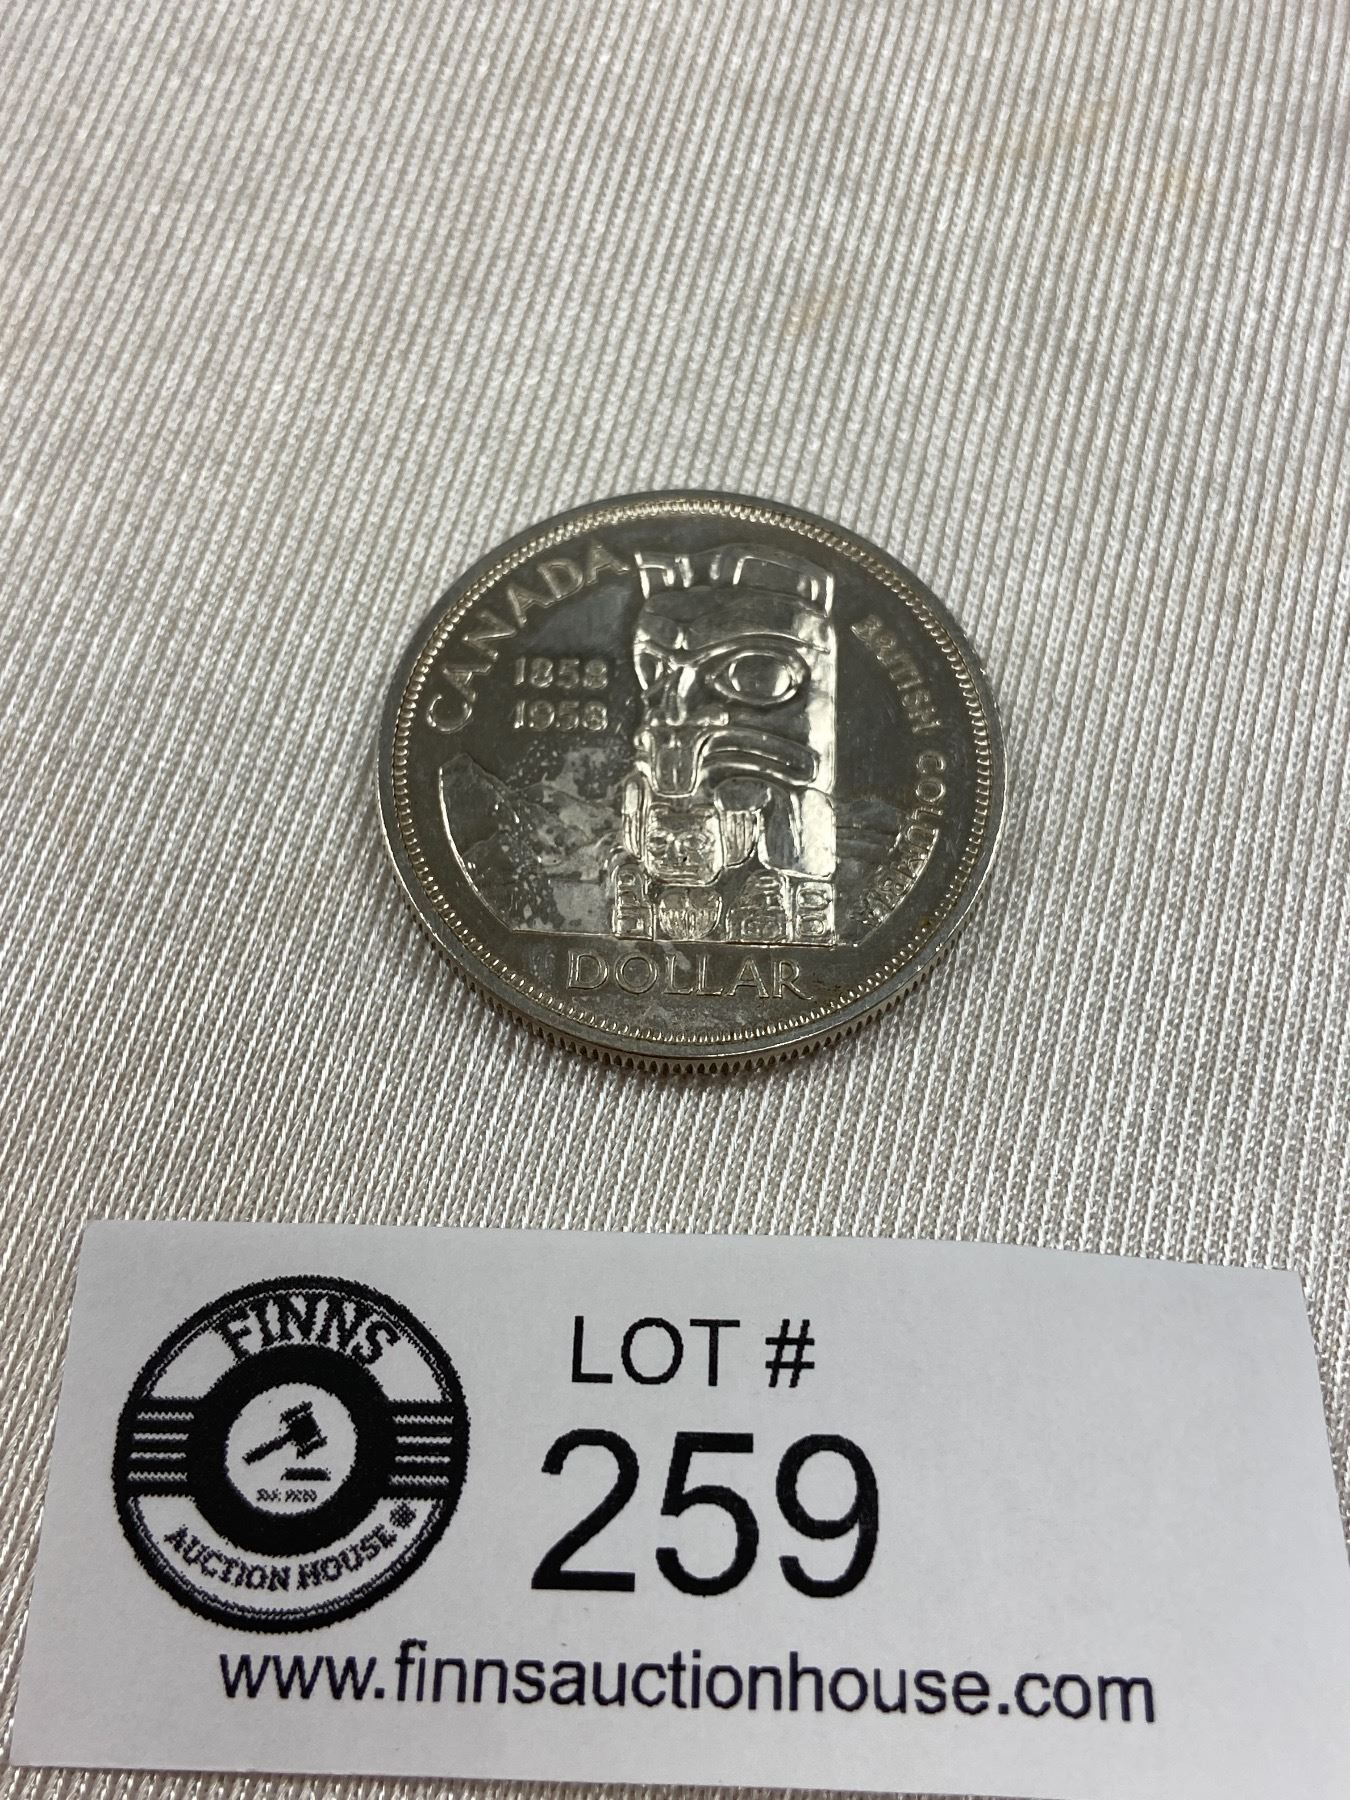 CANADA
1858
1958
BRITISH COLUMBIA
DOLLAR
FINNS
AUCTION HOUSE
LOT #
259
www.finnsauctionhouse.com